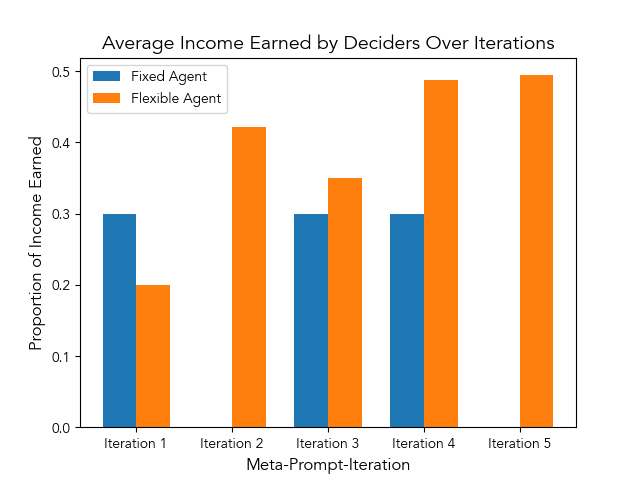 Average Income Earned by Deciders Over Iterations
Fixed Agent
Flexible Agent
Proportion of Income Earned
0.5
0.4
0.3
0.2
0.1
0.0
Iteration 1
Iteration 2
Iteration 3
Iteration 4
Iteration 5
Meta-Prompt-Iteration